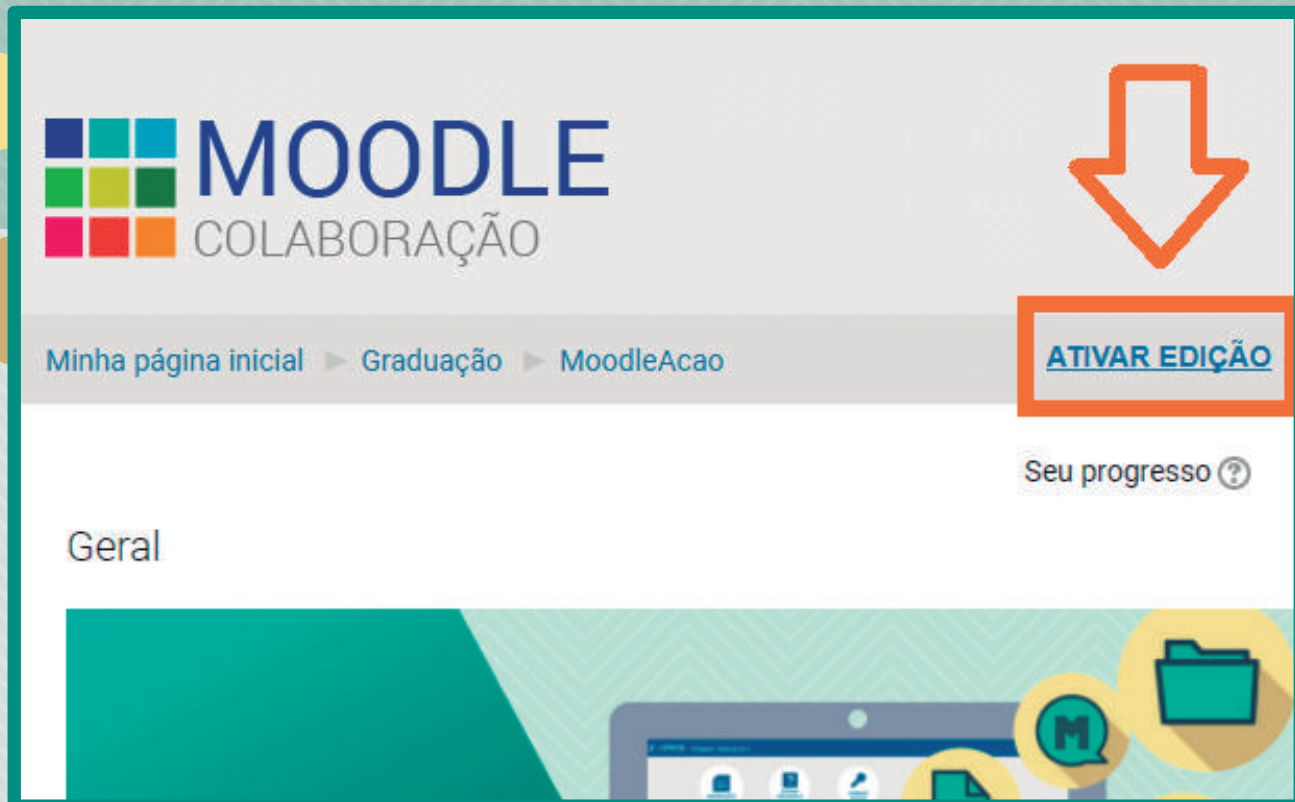 MOODLE
COLABORAÇÃO
Minha página inicial Graduação MoodleAcao
ATIVAR EDIÇÃO
Seu progresso ?
Geral
M